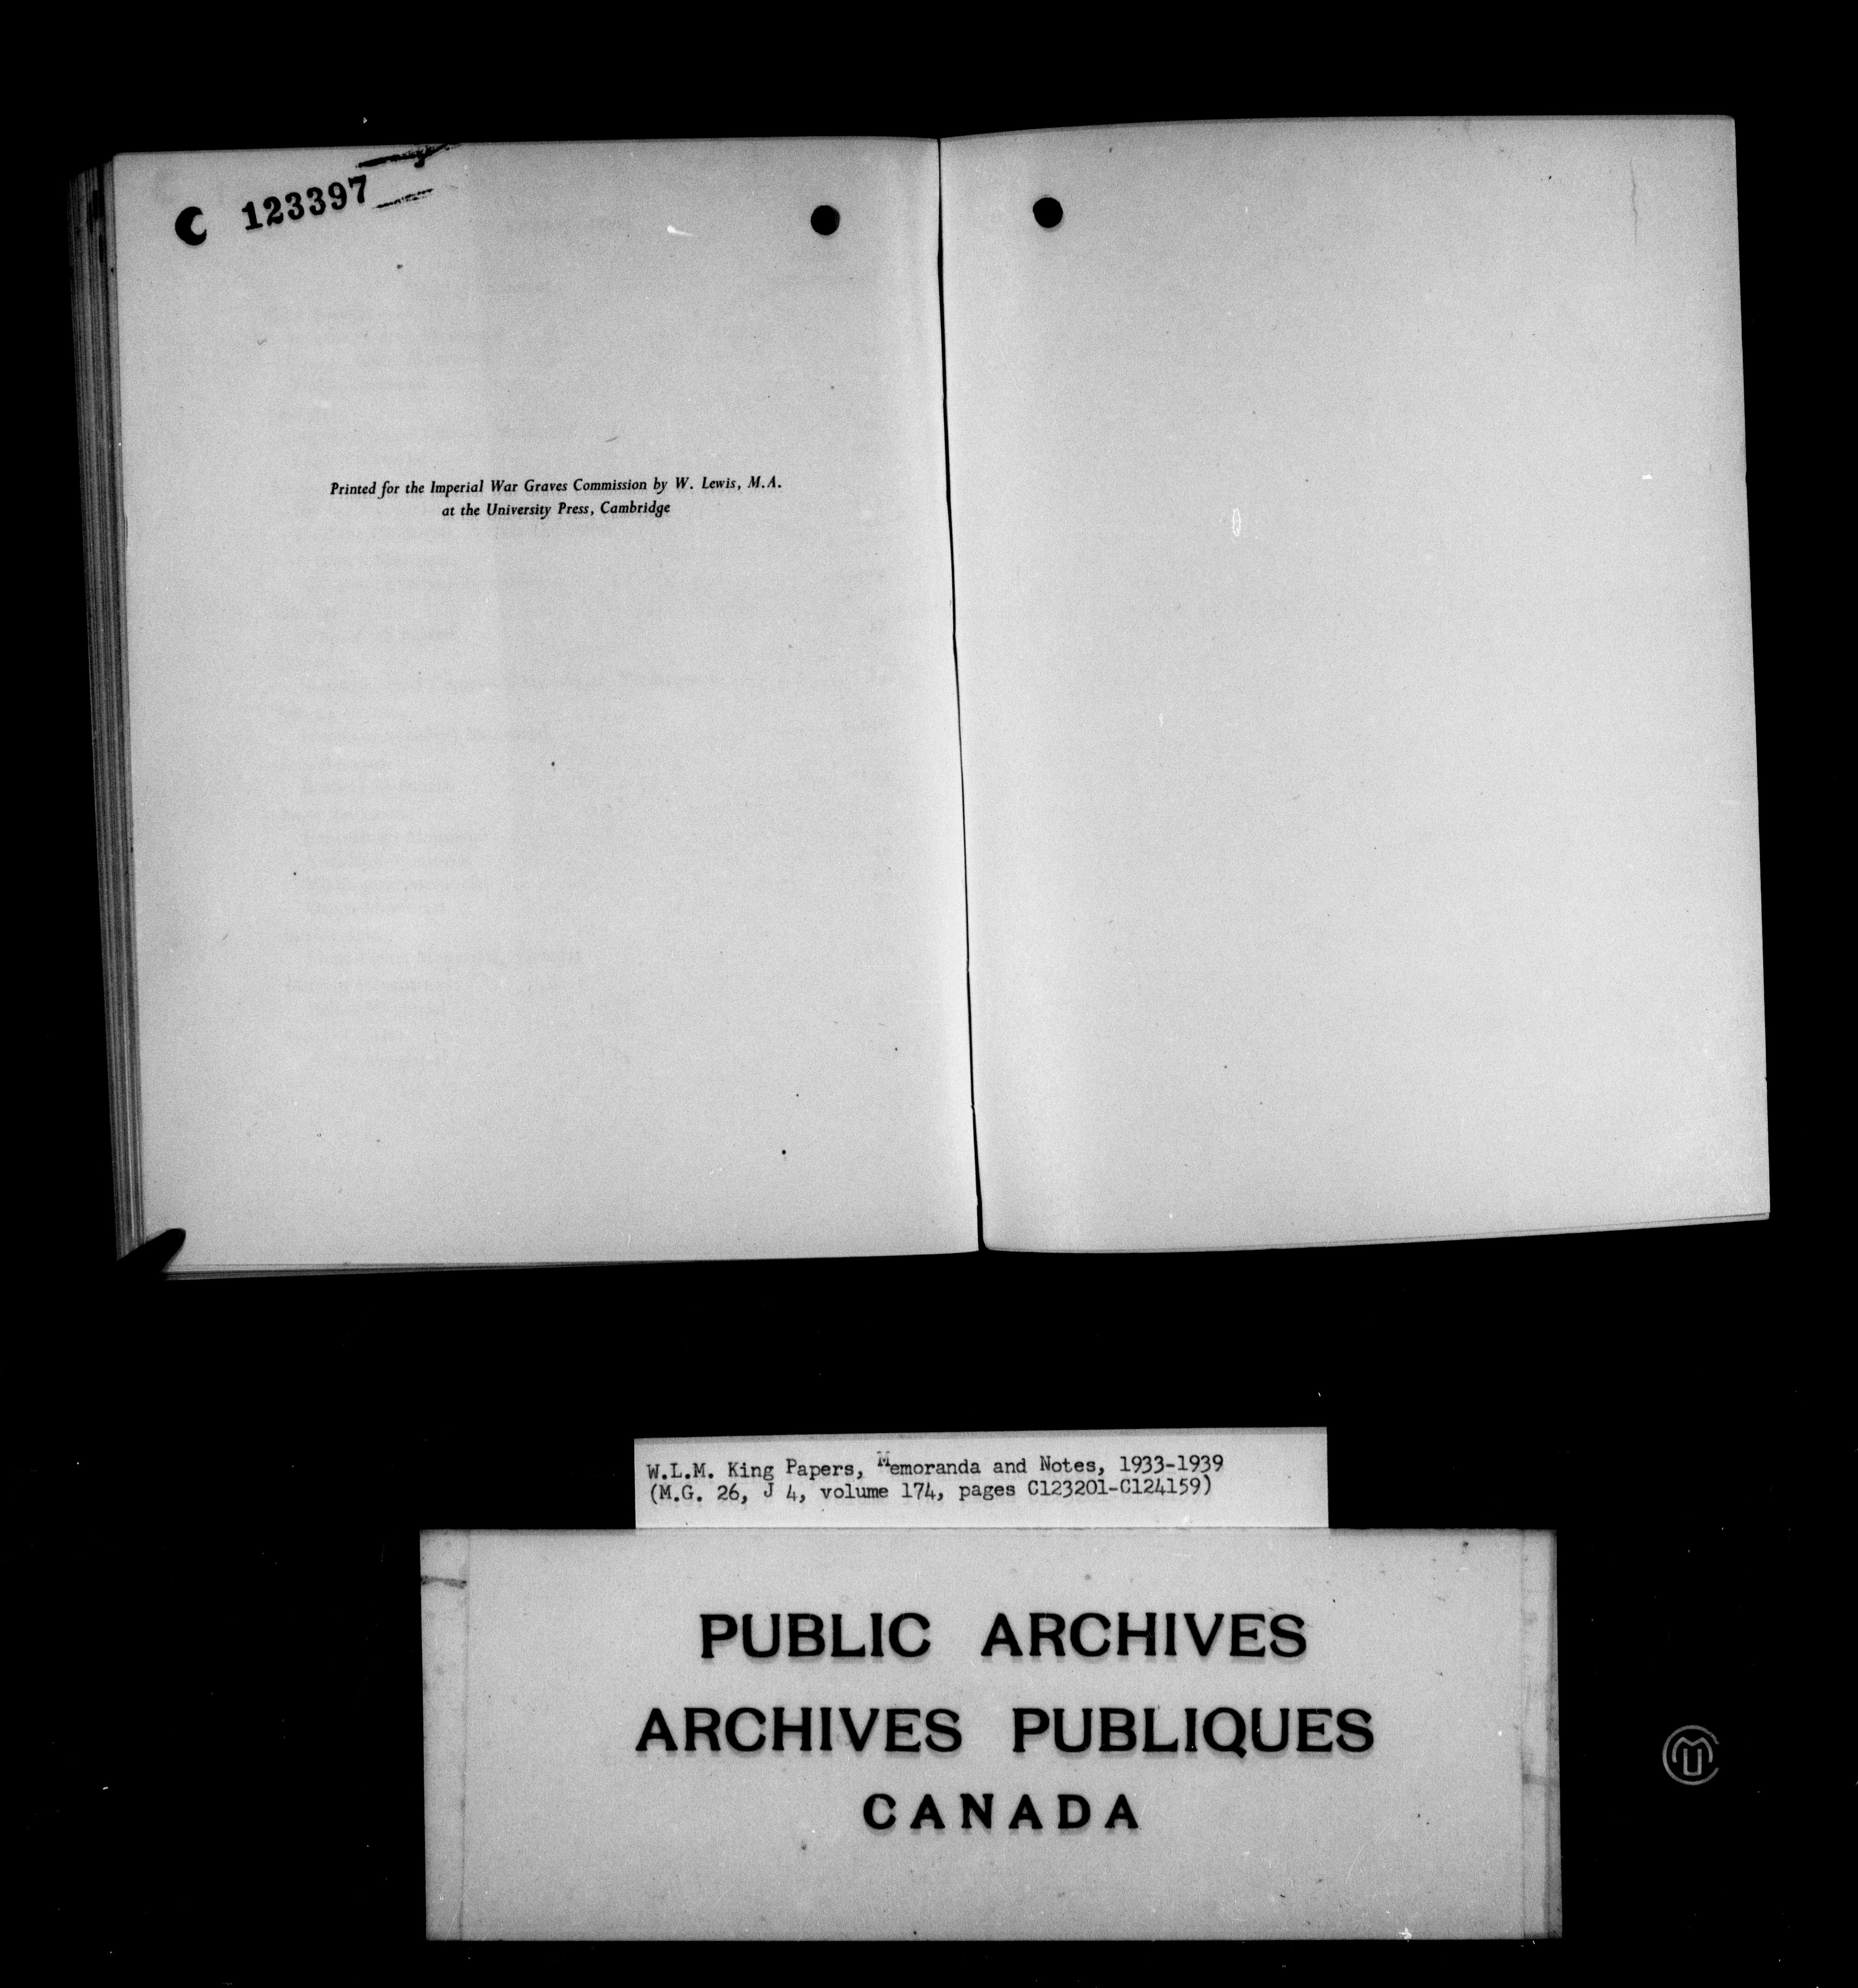 C 123397
Printed for the Imperial War Graves Commission by W. Lewis, M.A.
at the University Press, Cambridge
W.L.M. King Papers, Memoranda and Notes, 1933-1939
(M.G. 26, J 4, volume 174, pages C123201-C124159)
PUBLIC ARCHIVES
ARCHIVES PUBLIQUES
CANADA